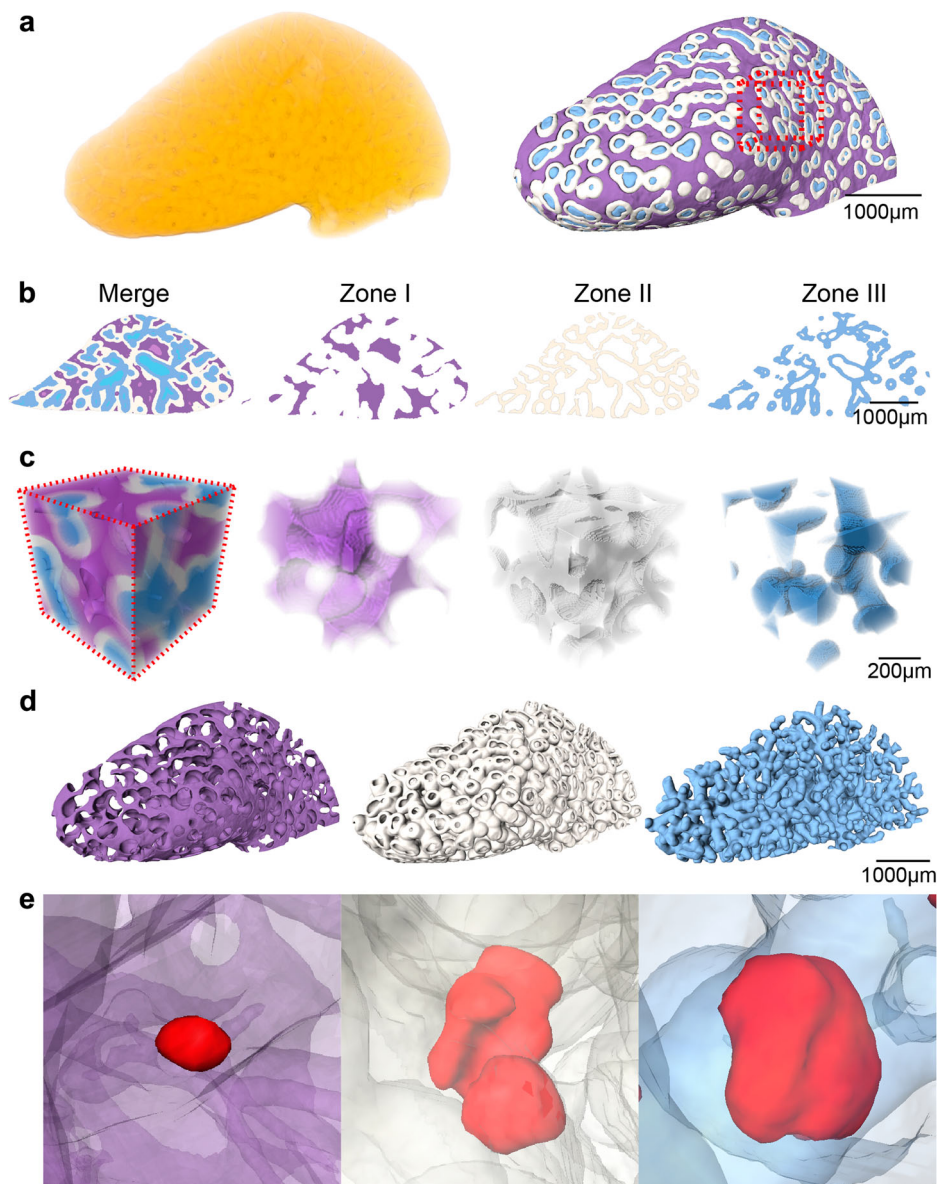 a
1000μm
b
Merge Zone I Zone II Zone III
1000μm
c
200μm
d
1000μm
e